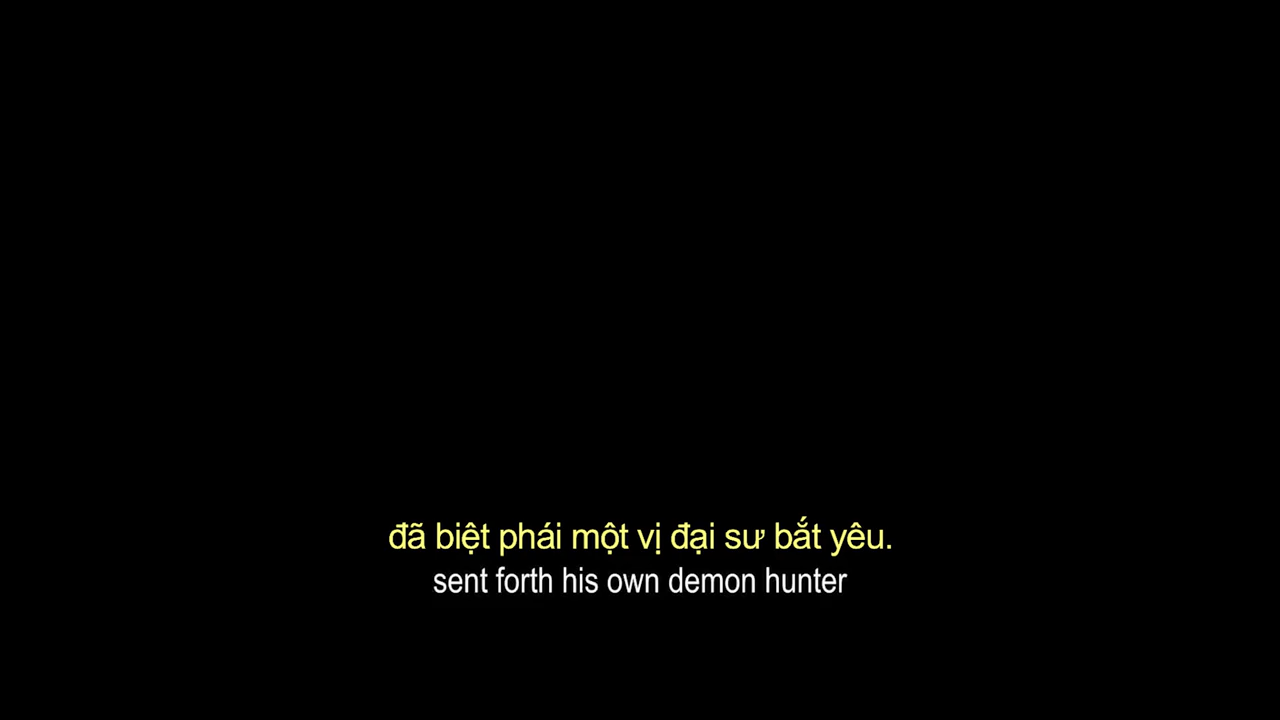 đã biệt phái một vị đại sư bắt yêu.
sent forth his own demon hunter